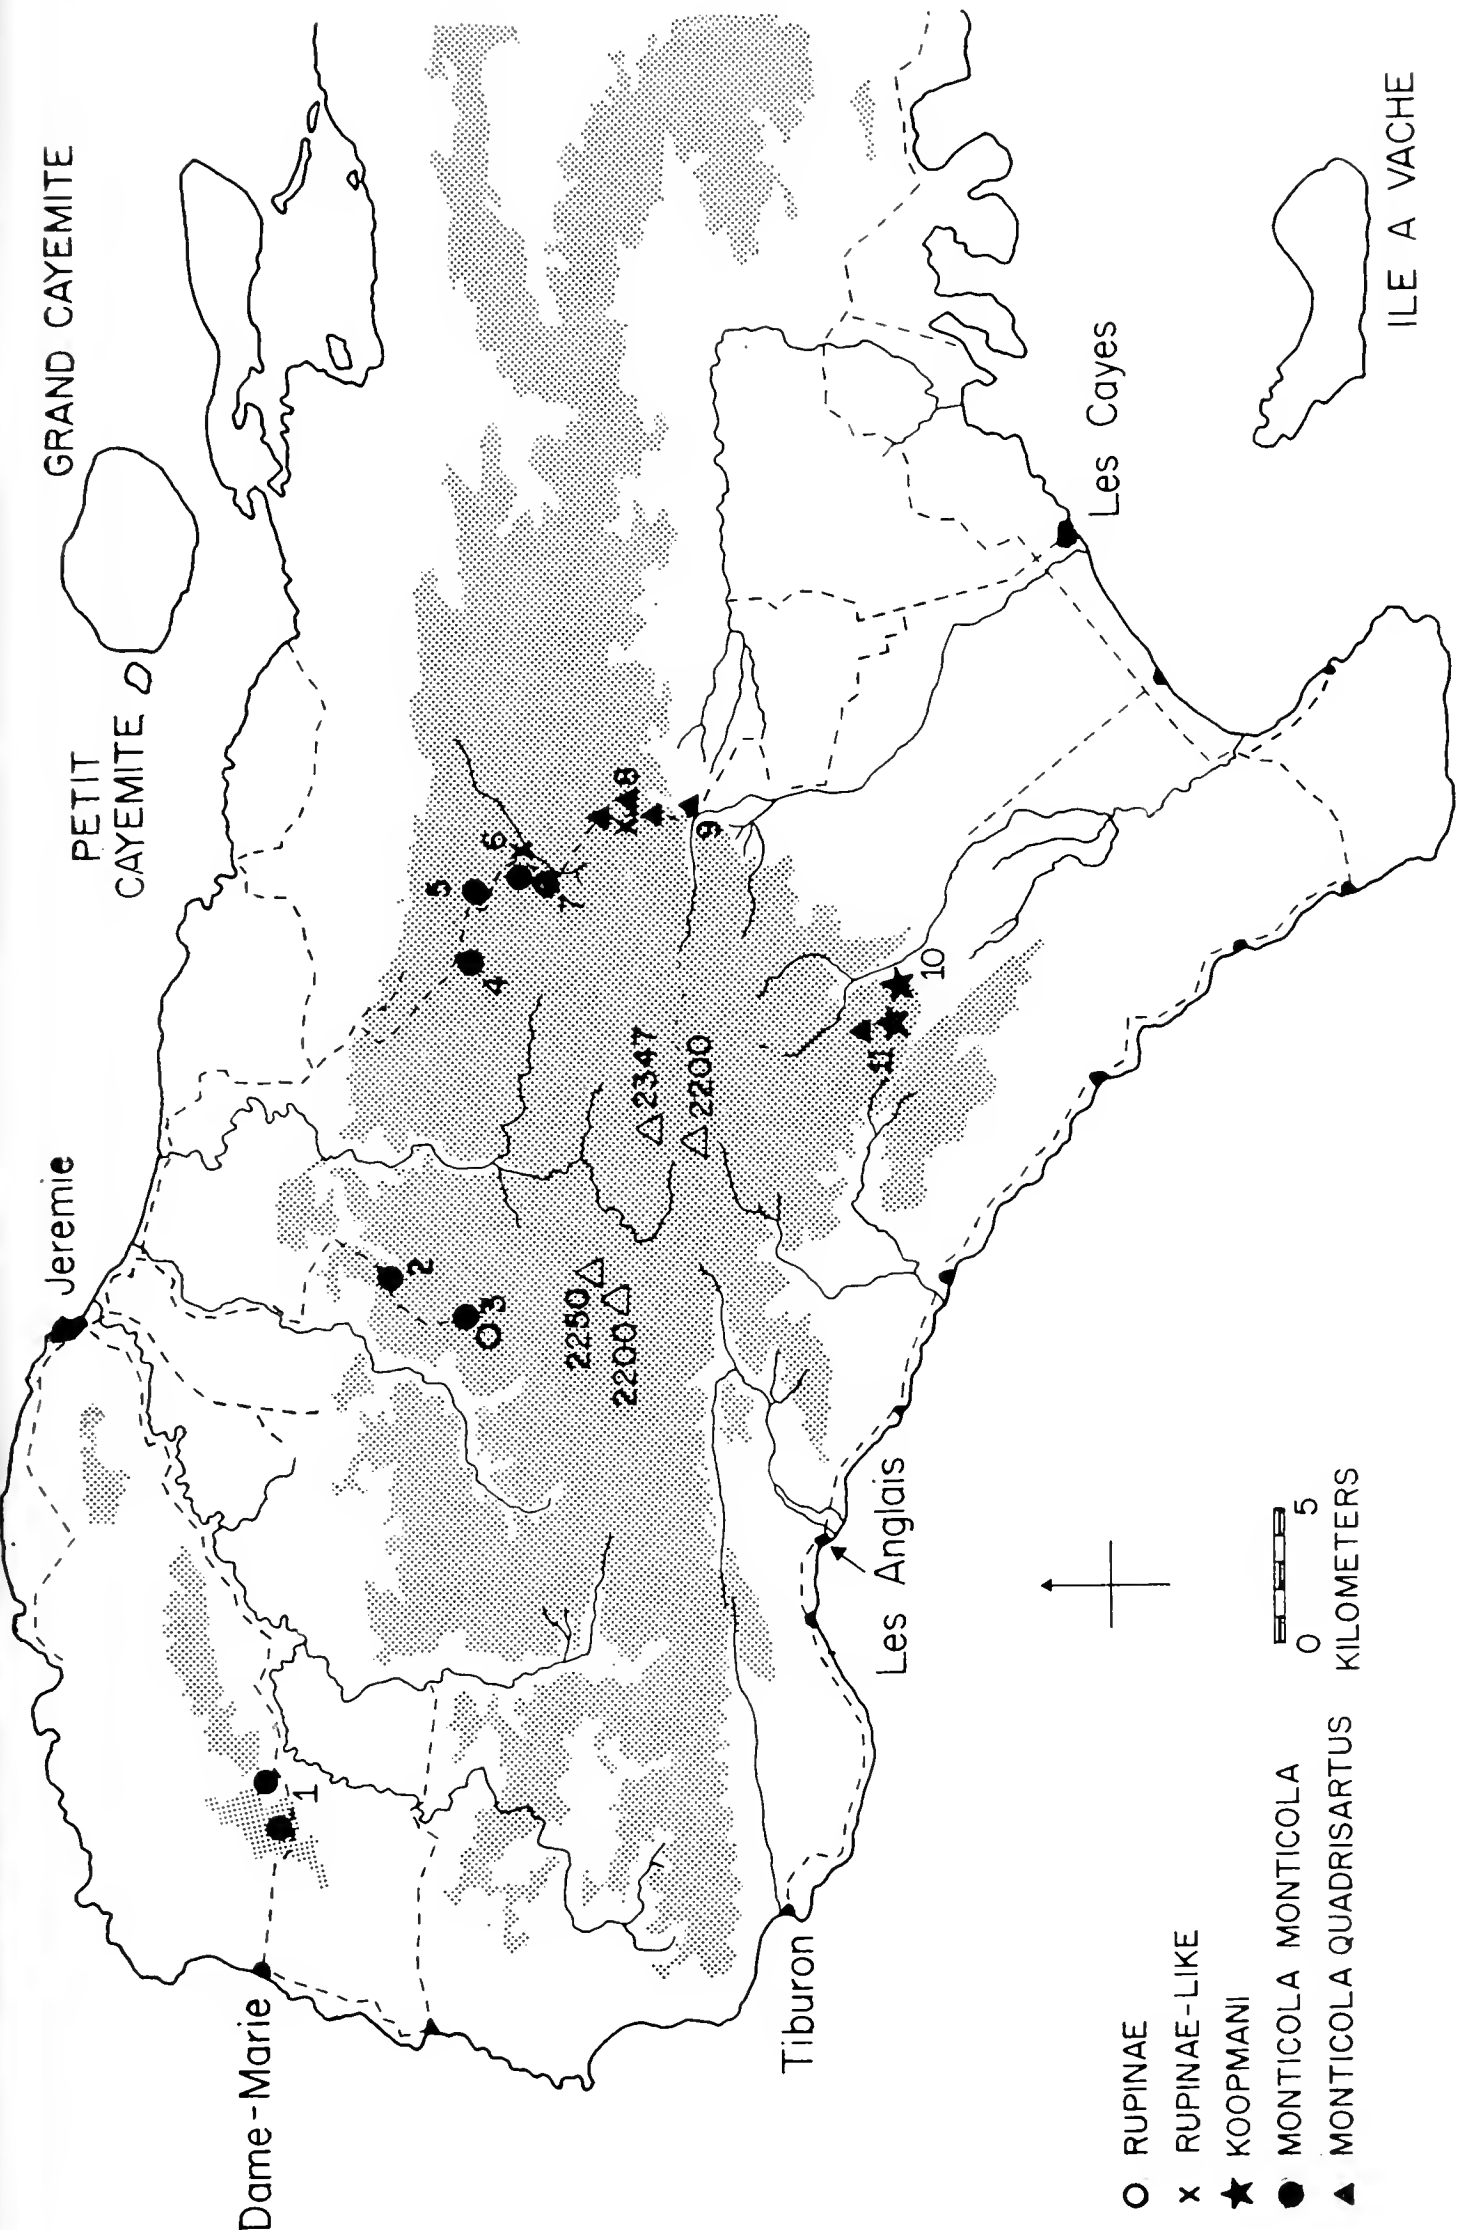 GRAND CAYEMITE
PETIT
CAYEMITE
Jeremie
Dame-Marie
1
2
3
4
5
6
7
8
9
10
11
2250
2200
2347
2200
Les Cayes
ILE A VACHE
Les Anglais
Tiburon
RUPINAE
X RUPINAE-LIKE
KOOPMANI
MONTICOLA MONTICOLA
MONTICOLA QUADRISARTUS
0 5
KILOMETERS